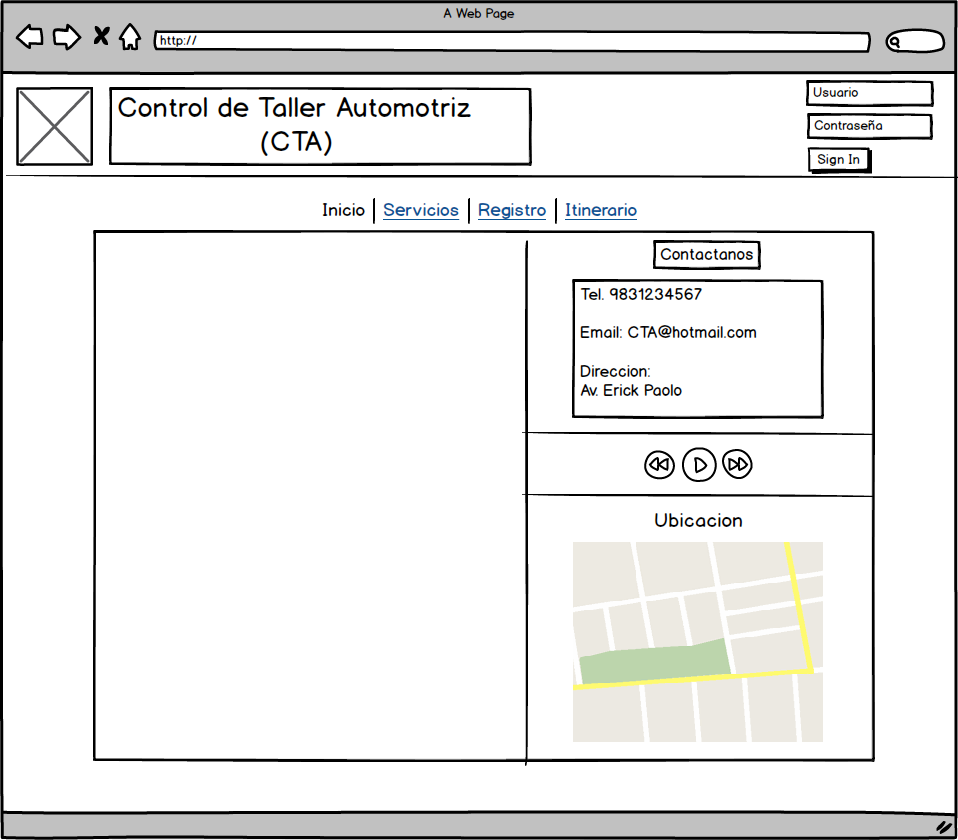 A Web Page
http://
Control de Taller Automotriz
(CTA)
Usuario
Contraseña
Sign In
Inicio | Servicios | Registro | Itinerario
Contactanos
Tel. 9831234567
Email: CTA@hotmail.com
Direccion:
Av. Erick Paolo
Ubicacion